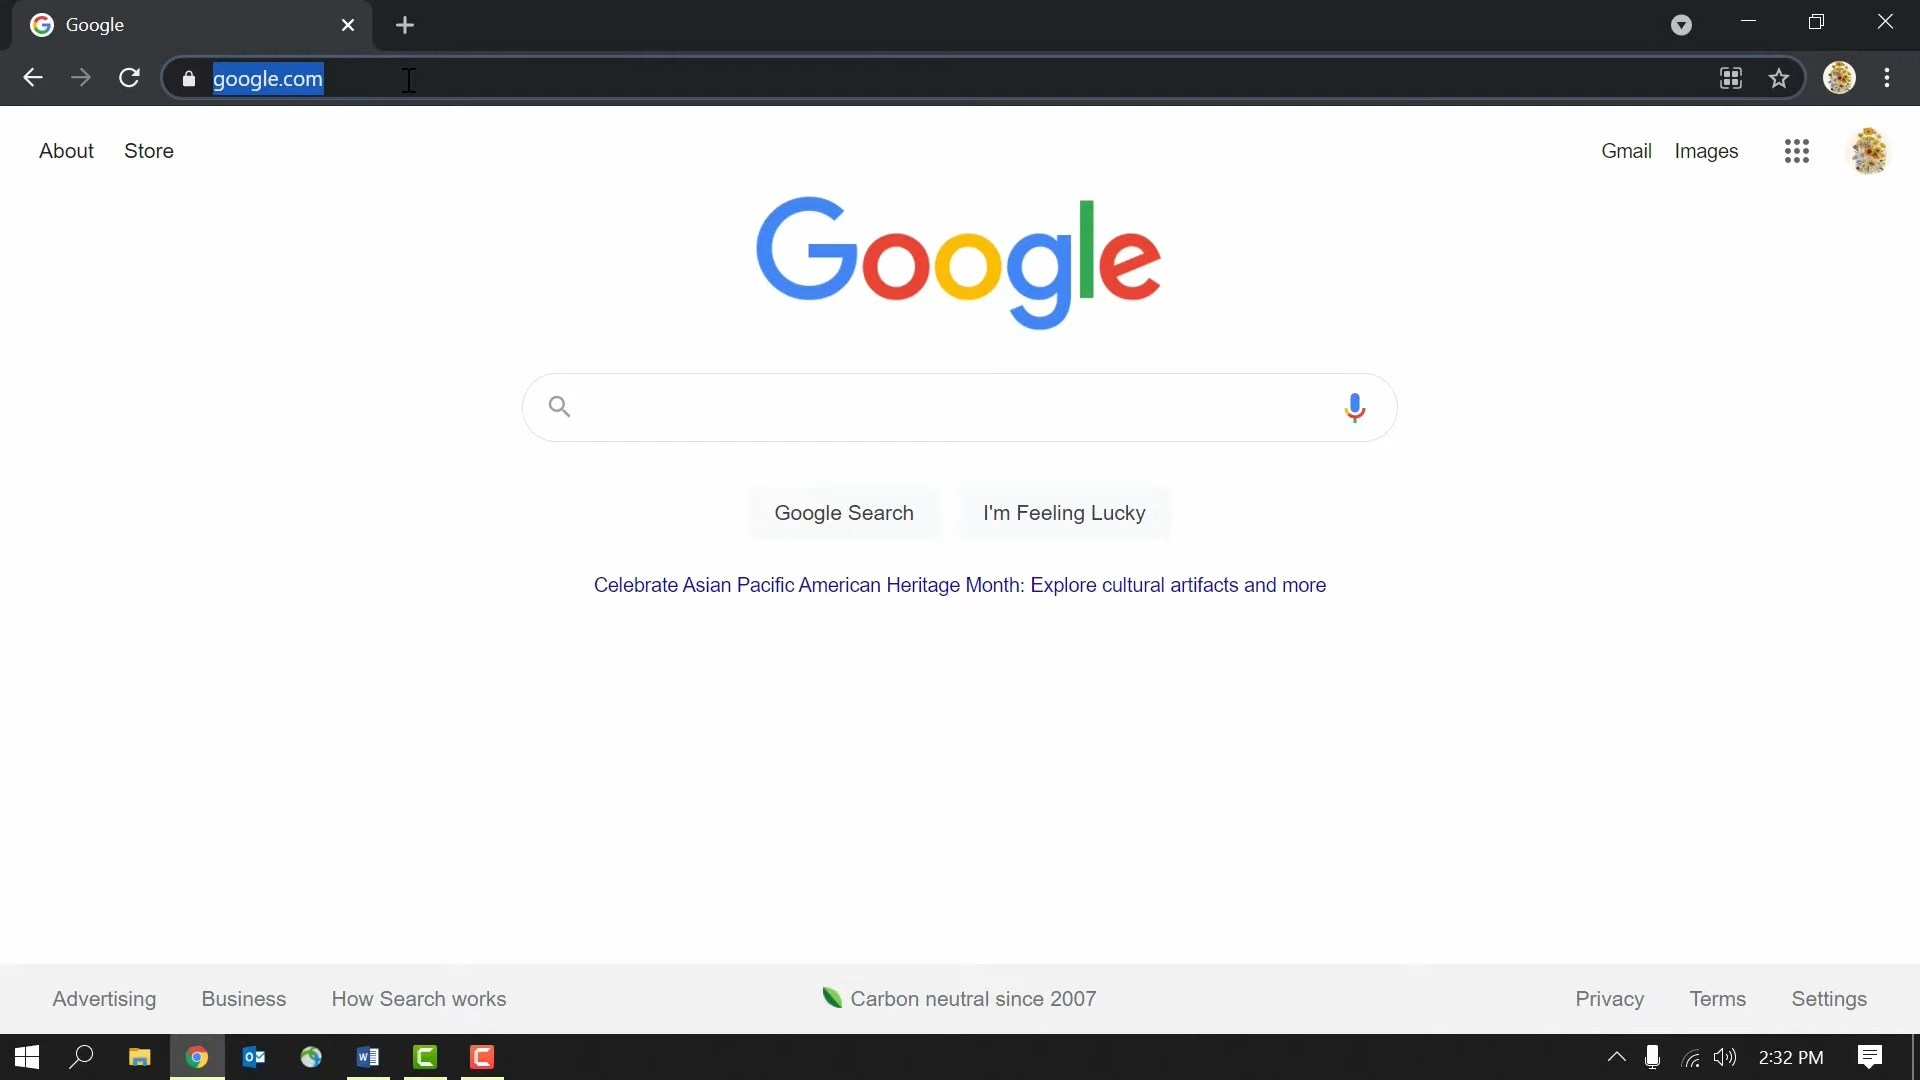 Google
google.com
About Store Gmail Images
Google
Google Search I'm Feeling Lucky
Celebrate Asian Pacific American Heritage Month: Explore cultural artifacts and more
Advertising Business How Search works Carbon neutral since 2007 Privacy Terms Settings
2:32 PM